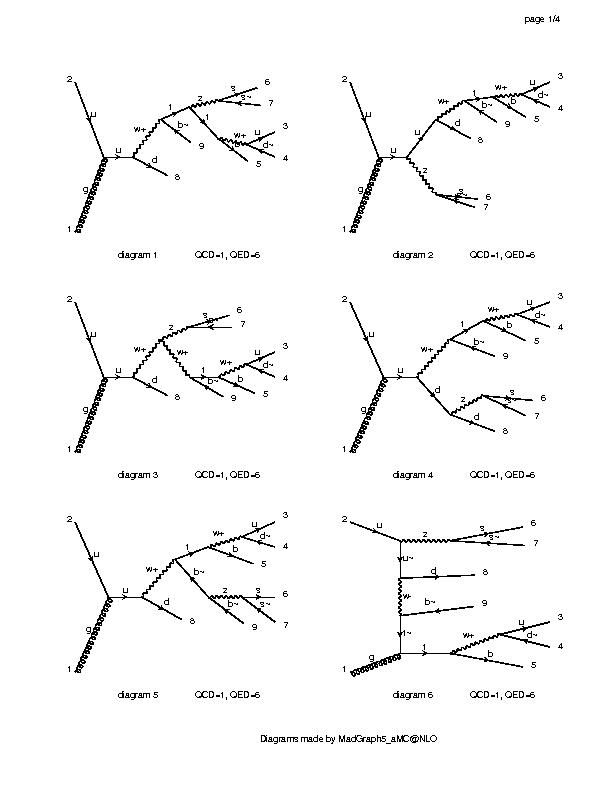 page 1/4
2
u
g
1
u
w+
d
8
t
b~
9
z
s
s~
6
7
t
w+
u
3
d~
4
b
5
diagram 1 QCD=1, QED=6
2
u
g
1
u
u
w+
d
8
t
b~
9
w+
b
5
u
3
d~
4
z
s~
6
7
diagram 2 QCD=1, QED=6
2
u
g
1
u
w+
d
8
z
s~
6
7
w+
t
b~
9
w+
b
5
u
3
d~
4
diagram 3 QCD=1, QED=6
2
u
g
1
u
w+
t
b~
9
w+
b
5
u
3
d~
4
d
z
s
s~
6
7
d
8
diagram 4 QCD=1, QED=6
2
u
g
1
u
w+
d
8
t
w+
u
3
d~
4
b
5
b~
z
s
6
s~
7
b~
9
diagram 5 QCD=1, QED=6
2
u
z
s
6
s~
7
u~
d
8
w-
b~
9
t~
g
1
t
w+
u
3
d~
4
b
5
diagram 6 QCD=1, QED=6
Diagrams made by MadGraph5_aMC@NLO